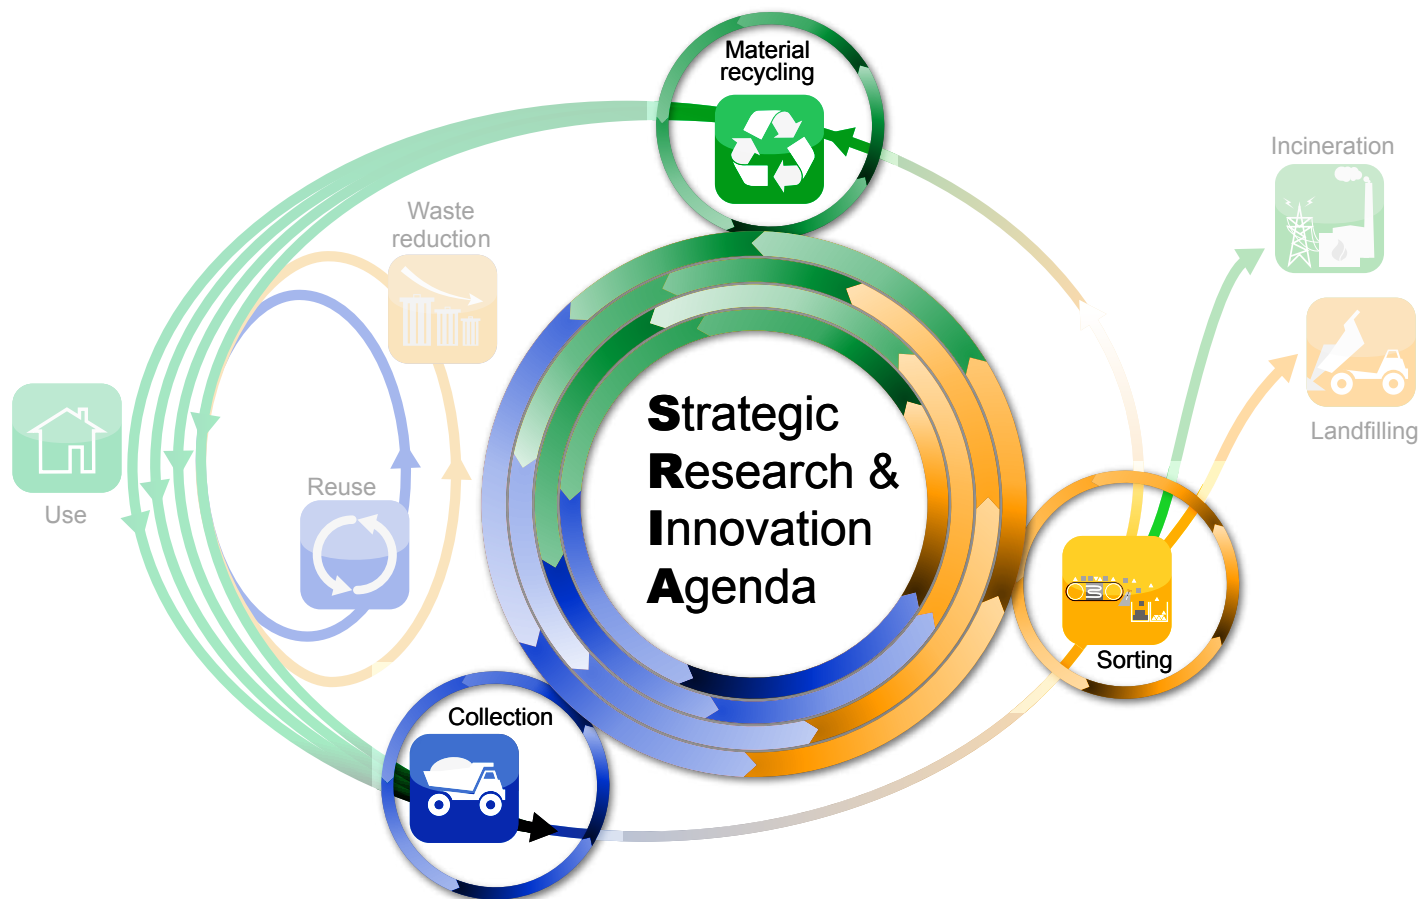 Material
recycling
Incineration
Waste
reduction
Landfilling
Use
Reuse
Strategic
Research &
Innovation
Agenda
Sorting
Collection